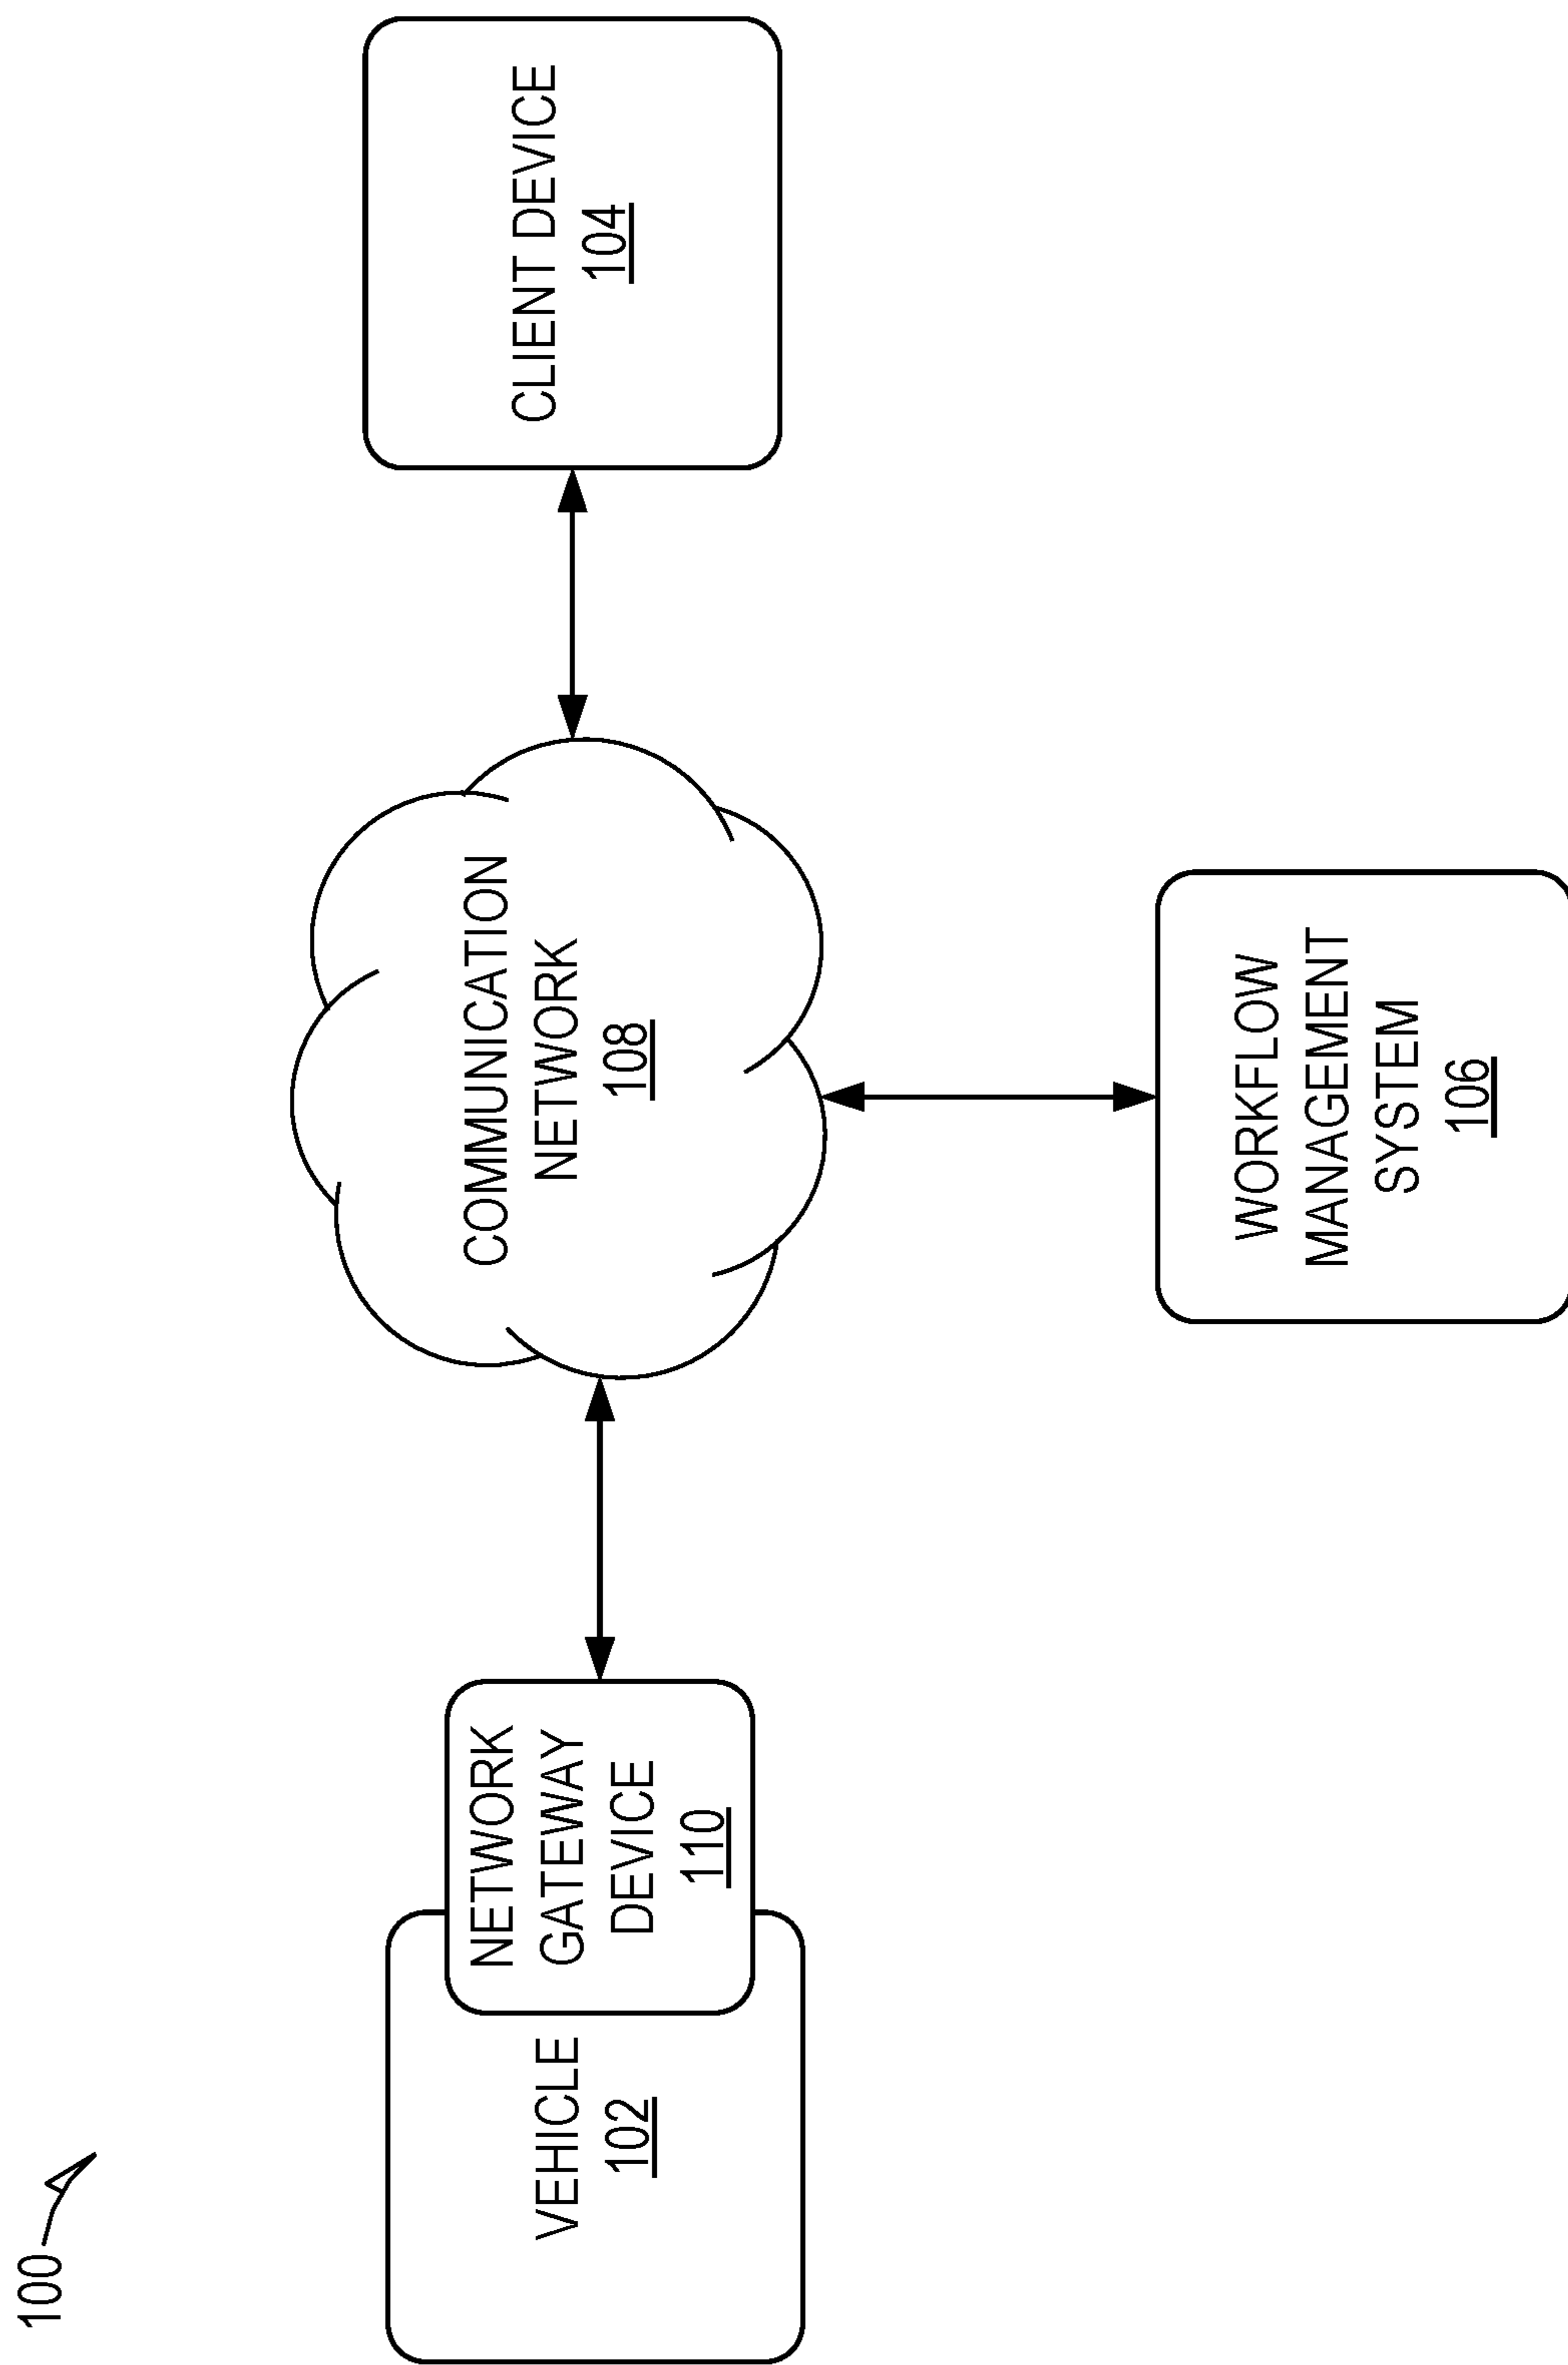 100
VEHICLE
102
NETWORK
GATEWAY
DEVICE
110
COMMUNICATION
NETWORK
108
CLIENT DEVICE
104
WORKFLOW
MANAGEMENT
SYSTEM
106